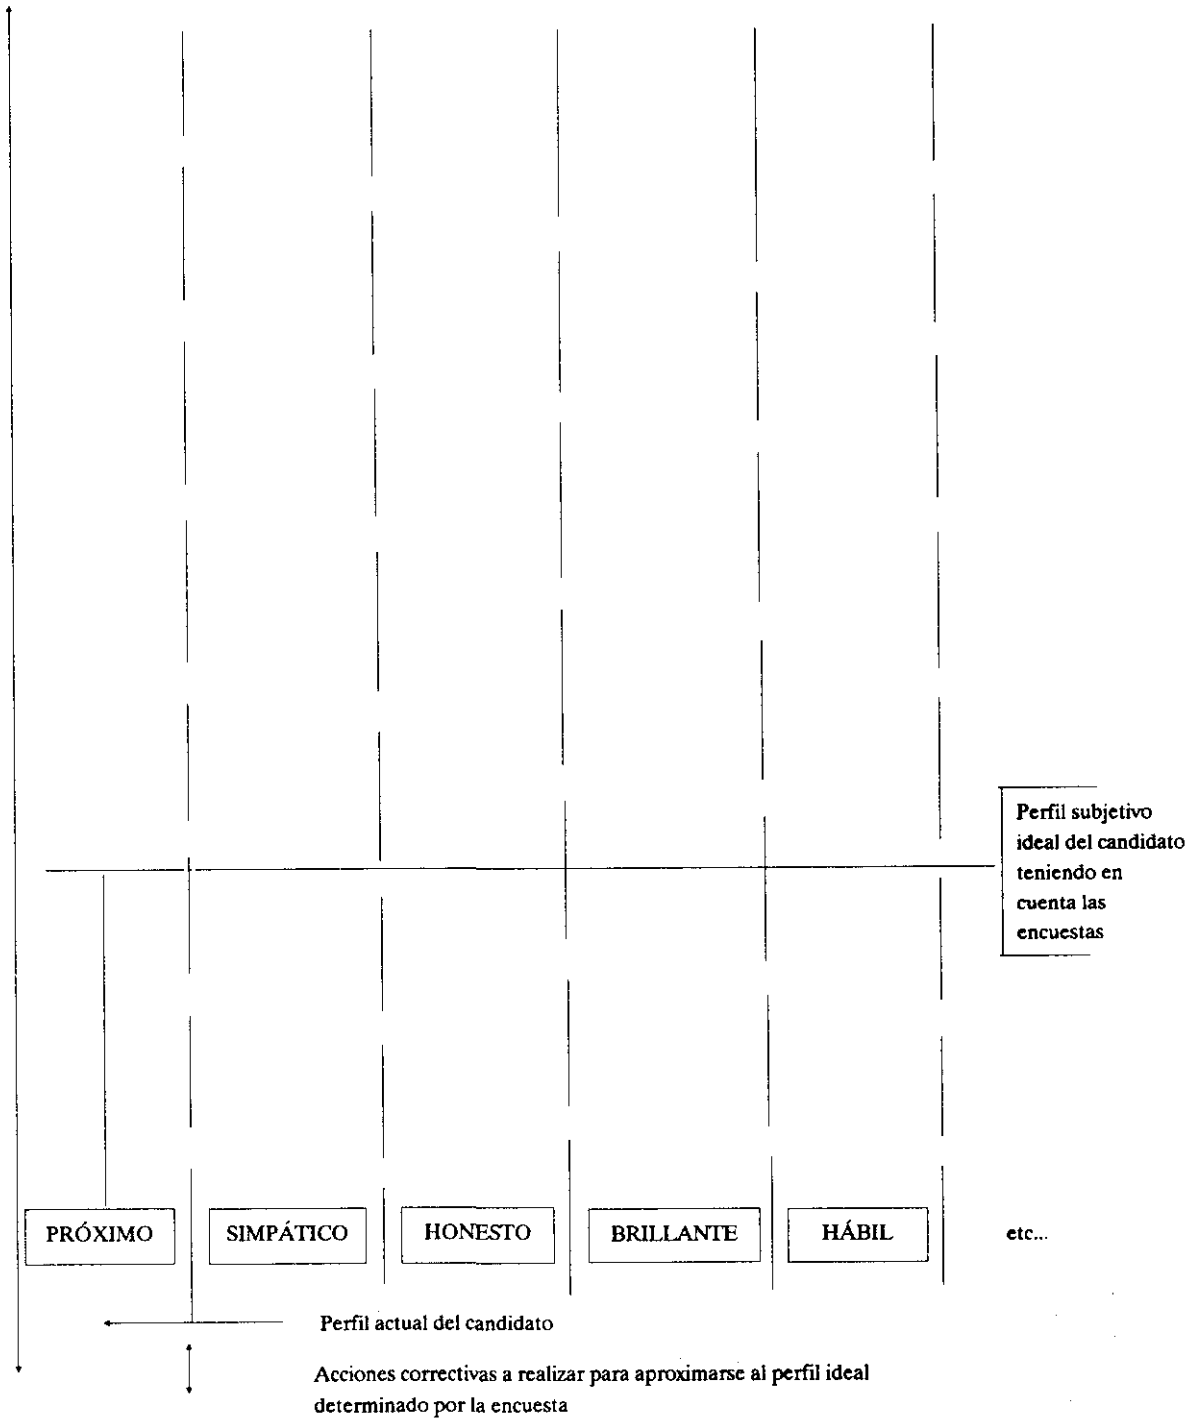 Perfil subjetivo
ideal del candidato
teniendo en
cuenta las
encuestas
PRÓXIMO
SIMPÁTICO
HONESTO
BRILLANTE
HÁBIL
etc...
Perfil actual del candidato
Acciones correctivas a realizar para aproximarse al perfil ideal
determinado por la encuesta